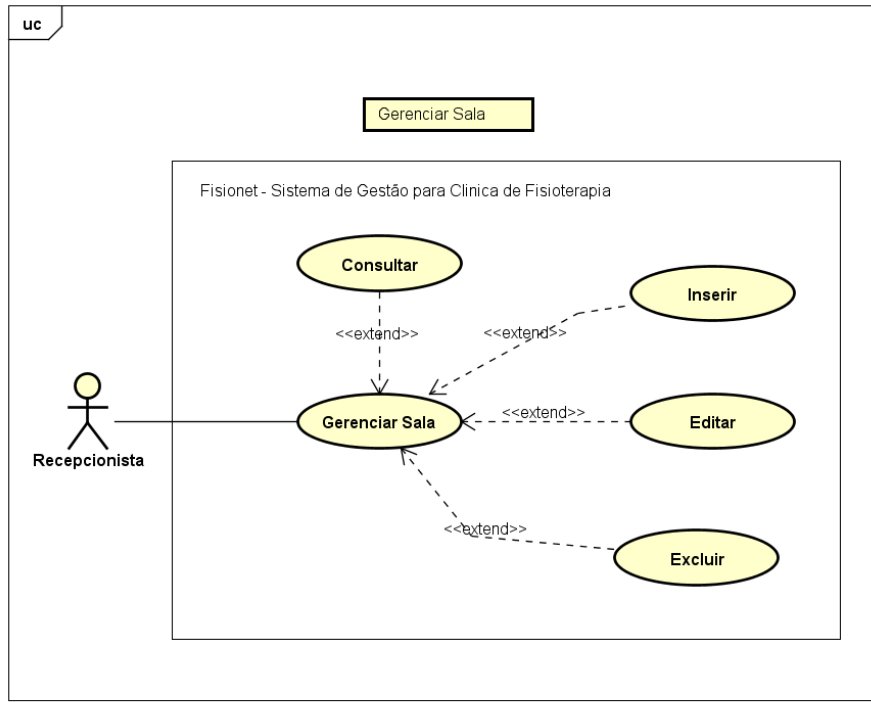 uc
Gerenciar Sala
Fisionet - Sistema de Gestão para Clinica de Fisioterapia
Consultar
Inserir
<<extend>>
<<extend>>
Gerenciar Sala
<<extend>>
Editar
Recepcionista
<<extend>>
Excluir